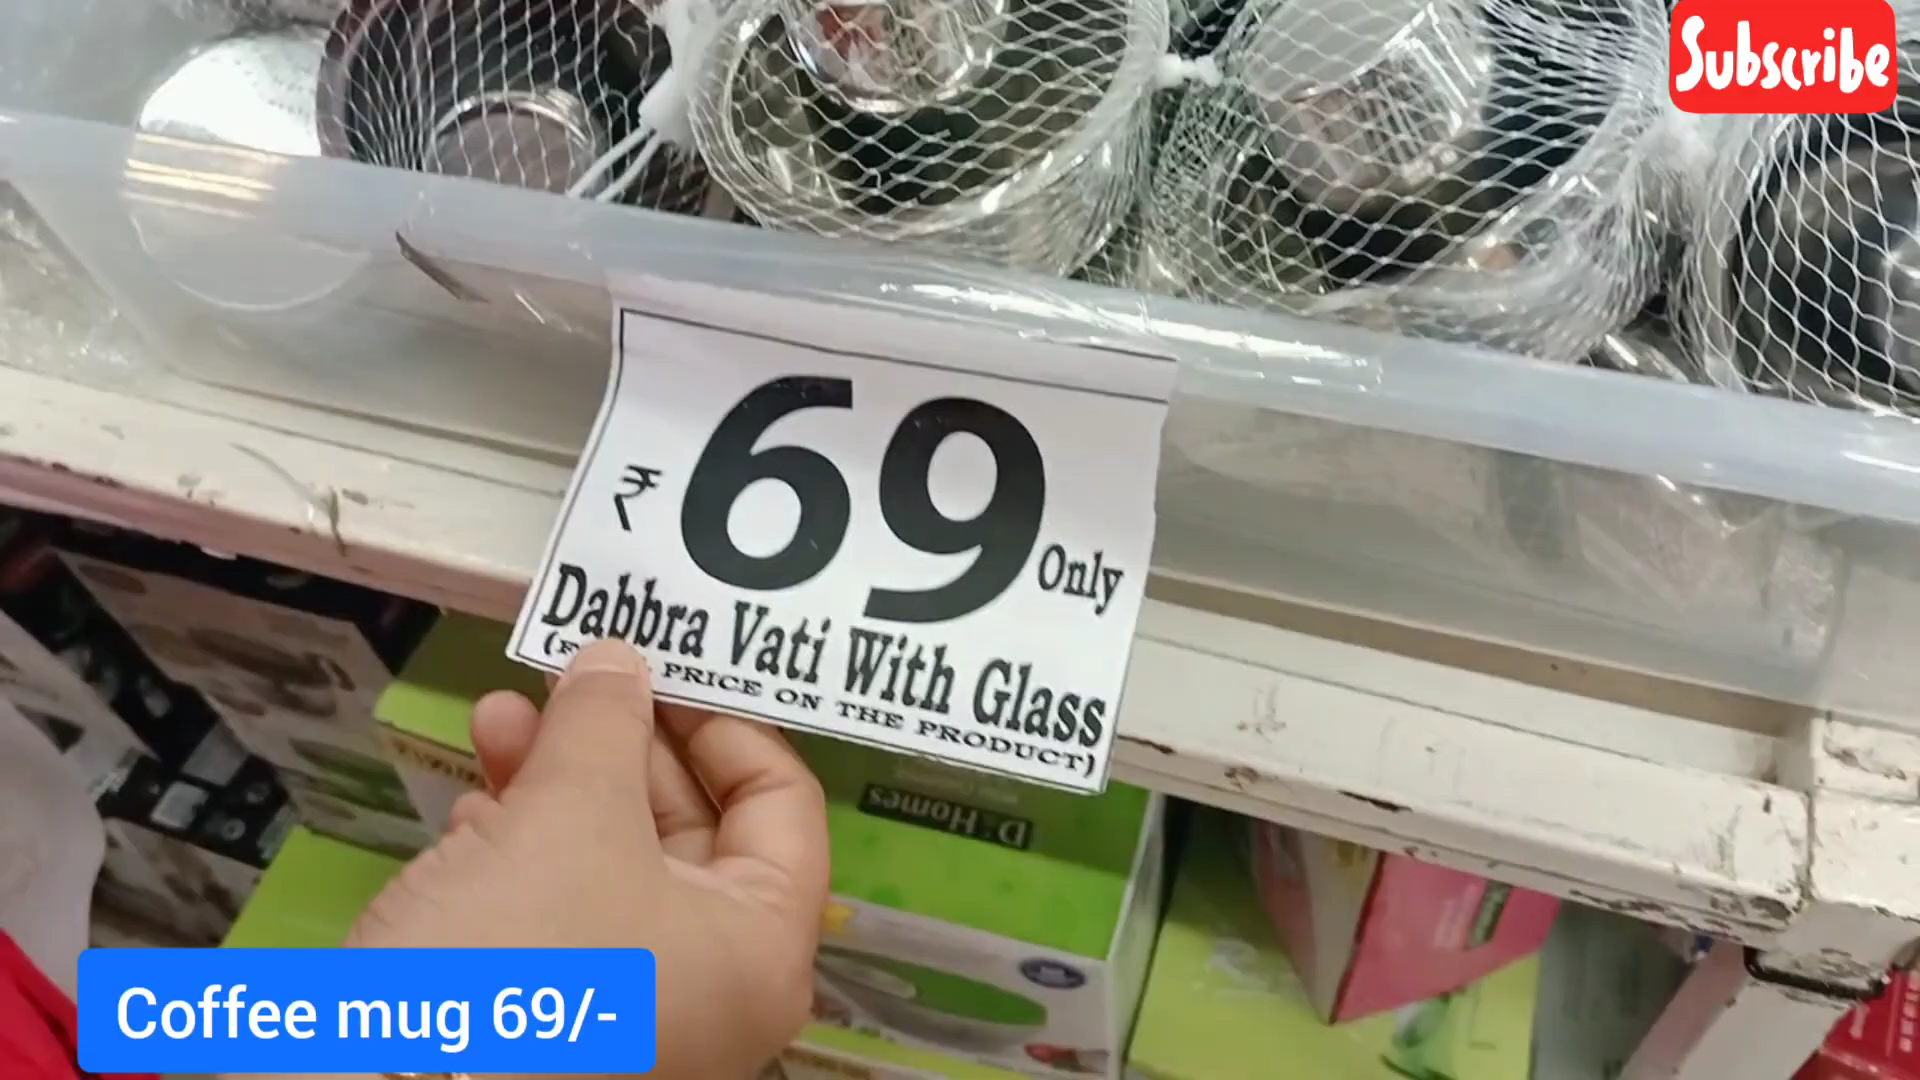 Subscribe
₹ 69 Only
Dabbra Vati With Glass
PRICE ON THE PRODUCT)
D'Homes
Coffee mug 69/-